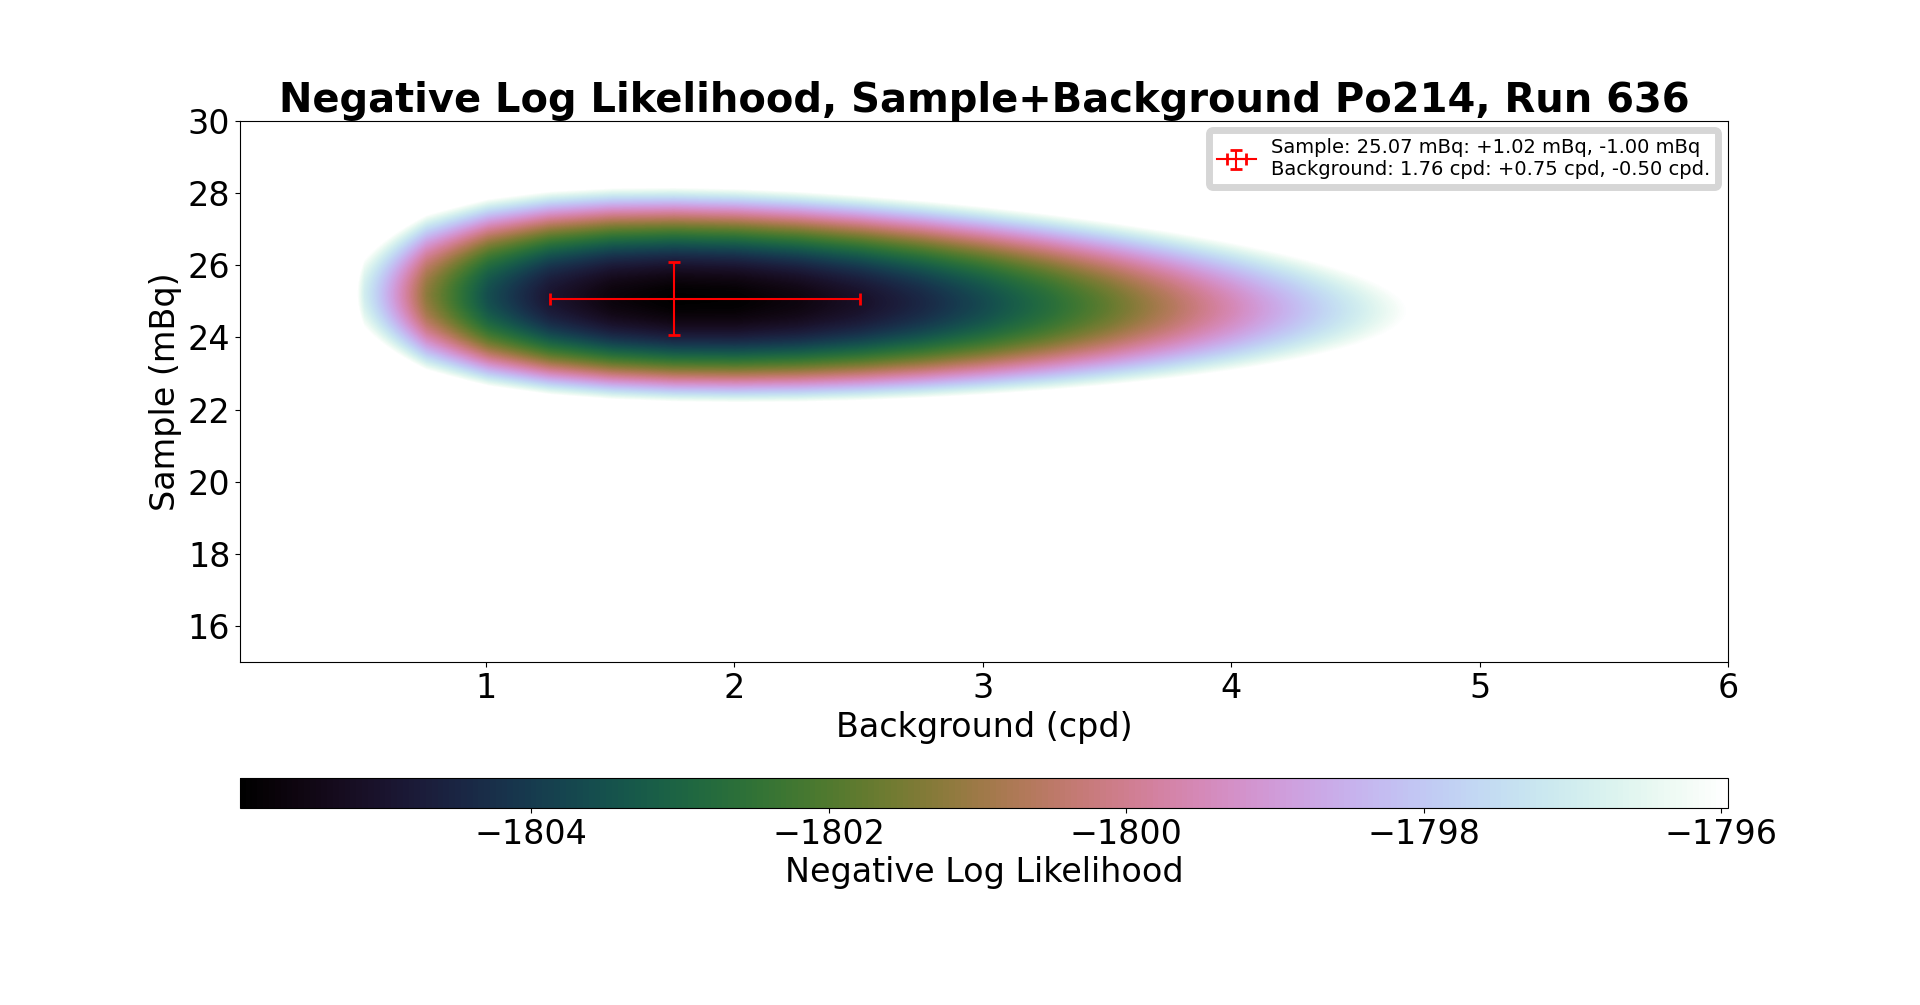 Negative Log Likelihood, Sample+Background Po214, Run 636
Sample: 25.07 mBq: +1.02 mBq, -1.00 mBq
Background: 1.76 cpd: +0.75 cpd, -0.50 cpd.
30
28
26
24
22
20
18
16
Sample (mBq)
1 2 3 4 5 6
Background (cpd)
−1804 −1802 −1800 −1798 −1796
Negative Log Likelihood